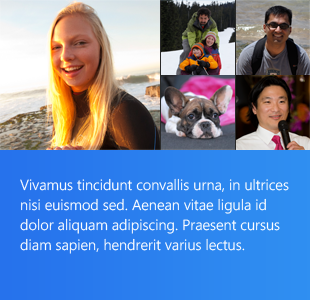 Vivamus tincidunt convallis urna, in ultrices
nisi euismod sed. Aenean vitae ligula id
dolor aliquam adipiscing. Praesent cursus
diam sapien, hendrerit varius lectus.